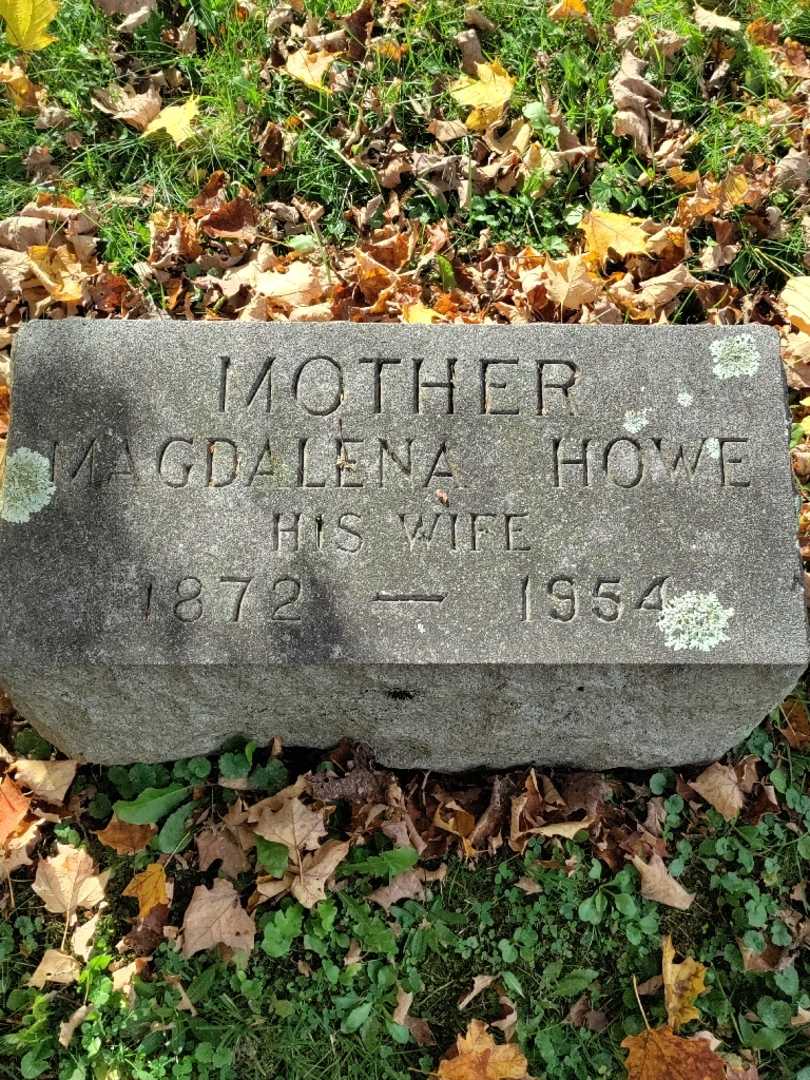 MOTHER
MAGDALENA HOWE
HIS WIFE
1872 — 1954